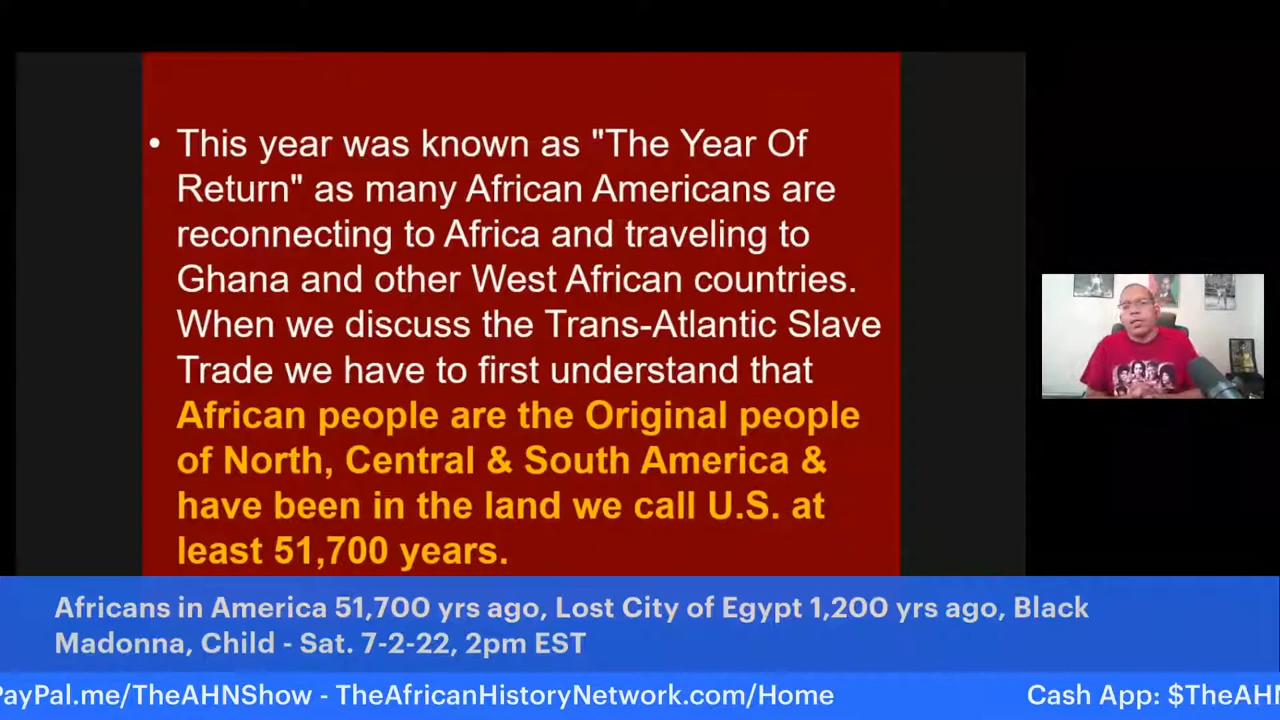 • This year was known as "The Year Of
Return" as many African Americans are
reconnecting to Africa and traveling to
Ghana and other West African countries.
When we discuss the Trans-Atlantic Slave
Trade we have to first understand that
African people are the Original people
of North, Central & South America &
have been in the land we call U.S. at
least 51,700 years.
Africans in America 51,700 yrs ago, Lost City of Egypt 1,200 yrs ago, Black
Madonna, Child - Sat. 7-2-22, 2pm EST
PayPal.me/TheAHNShow - TheAfricanHistoryNetwork.com/Home Cash App: $TheAHN